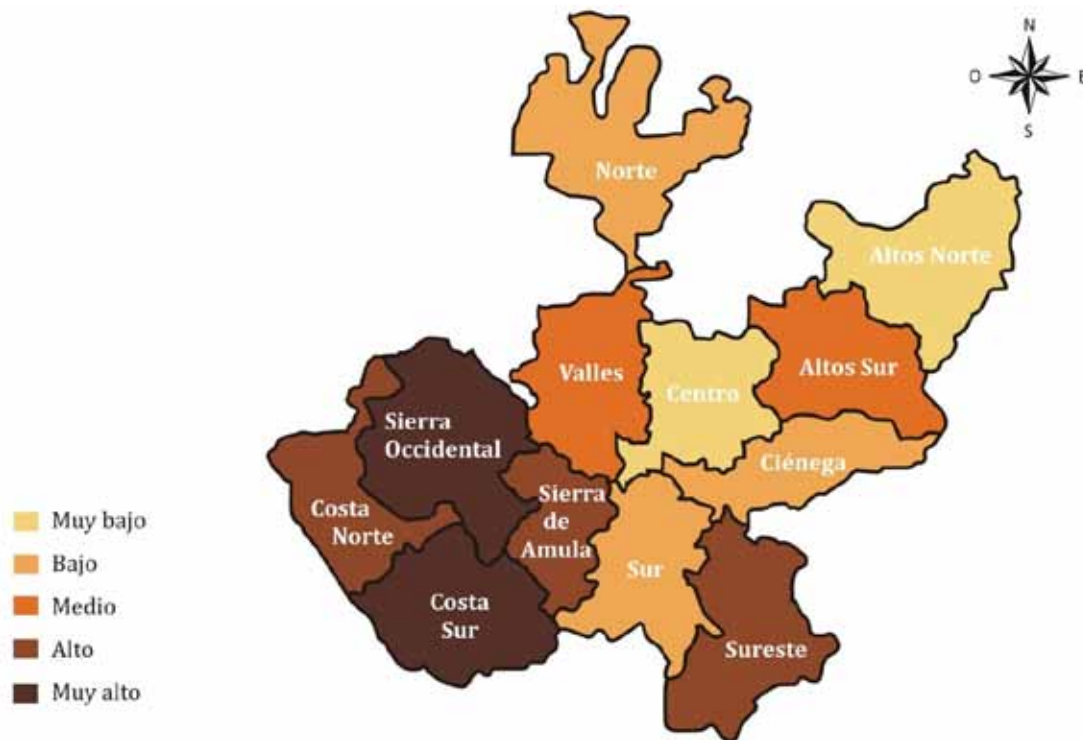 N
O
E
S
Norte
Altos Norte
Valles
Centro
Altos Sur
Sierra
Occidental
Ciénega
Costa
Norte
Sierra
de
Amula
Sur
Costa
Sur
Sureste
Muy bajo
Bajo
Medio
Alto
Muy alto